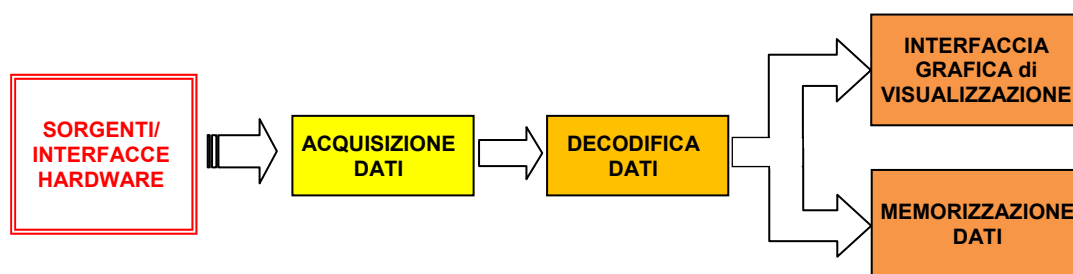 SORGENTI/
INTERFACCE
HARDWARE
ACQUISIZIONE
DATI
DECODIFICA
DATI
INTERFACCIA
GRAFICA di
VISUALIZZAZIONE
MEMORIZZAZIONE
DATI